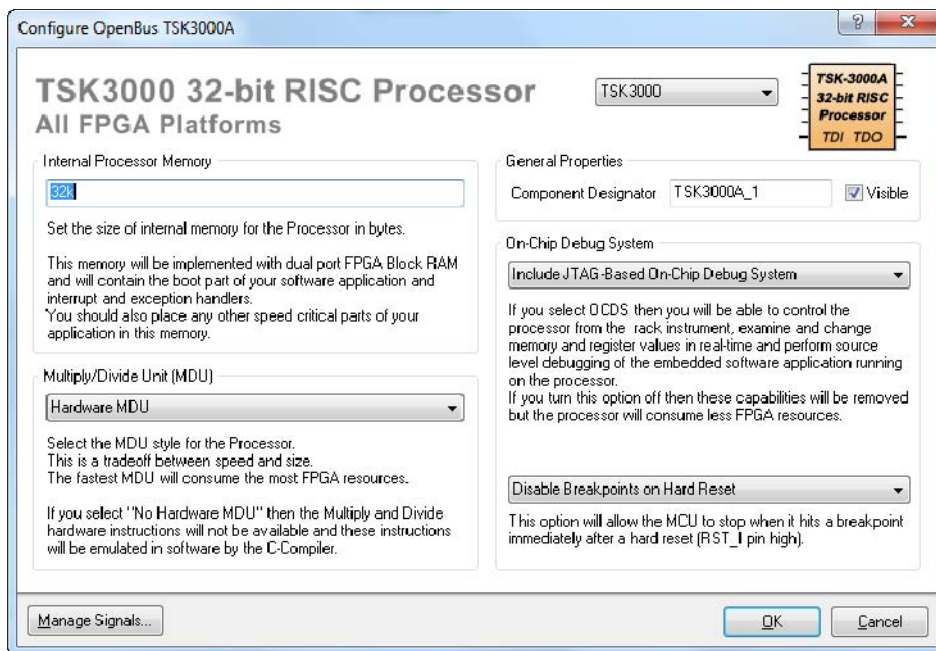 Configure OpenBus TSK3000A
TSK3000 32-bit RISC Processor
All FPGA Platforms
TSK3000
TSK-3000A
32-bit RISC
Processor
TDI TDO
Internal Processor Memory
32k
Set the size of internal memory for the Processor in bytes.
This memory will be implemented with dual port FPGA Block RAM
and will contain the boot part of your software application and
interrupt and exception handlers.
You should also place any other speed critical parts of your
application in this memory.
Multiply/Divide Unit (MDU)
Hardware MDU
Select the MDU style for the Processor.
This is a tradeoff between speed and size.
The fastest MDU will consume the most FPGA resources.
If you select "No Hardware MDU" then the Multiply and Divide
hardware instructions will not be available and these instructions
will be emulated in software by the C-Compiler.
General Properties
Component Designator TSK3000A_1 Visible
On-Chip Debug System
Include JTAG-Based On-Chip Debug System
If you select OCDS then you will be able to control the
processor from the rack instrument, examine and change
memory and register values in real-time and perform source
level debugging of the embedded software application running
on the processor.
If you turn this option off then these capabilities will be removed
but the processor will consume less FPGA resources.
Disable Breakpoints on Hard Reset
This option will allow the MCU to stop when it hits a breakpoint
immediately after a hard reset (RST_I pin high).
Manage Signals...
OK
Cancel